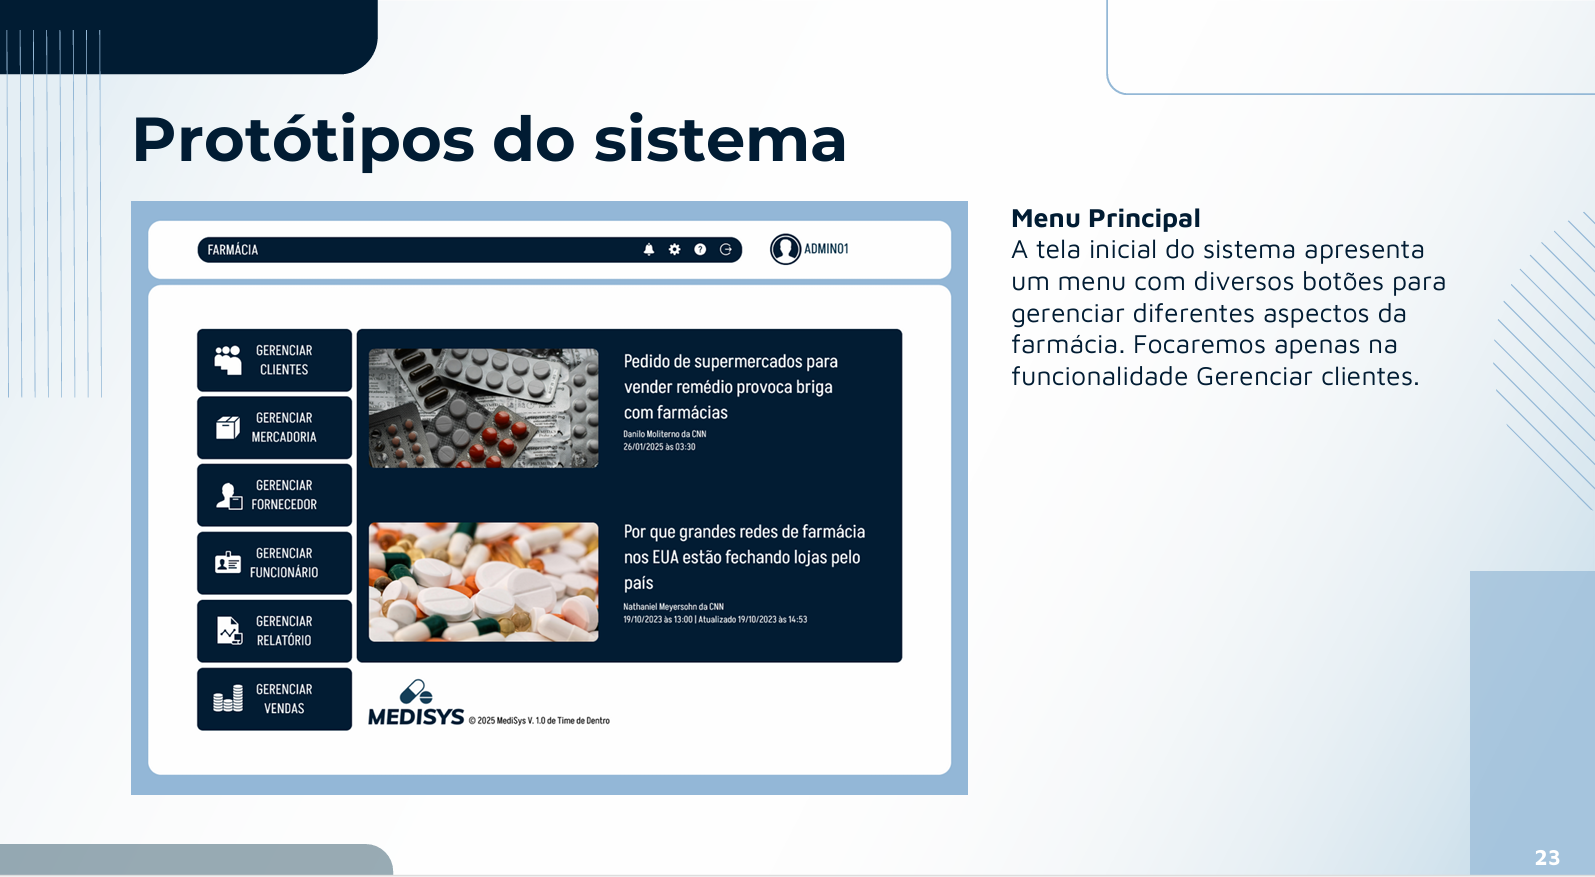 Protótipos do sistema
FARMÁCIA
ADMIN01
GERENCIAR
CLIENTES
GERENCIAR
MERCADORIA
GERENCIAR
FORNECEDOR
GERENCIAR
FUNCIONÁRIO
GERENCIAR
RELATÓRIO
GERENCIAR
VENDAS
Pedido de supermercados para
vender remédio provoca briga
com farmácias
Danilo Moliterno da CNN
26/01/2025 às 03:30
Por que grandes redes de farmácia
nos EUA estão fechando lojas pelo
país
Nathaniel Meyersohn da CNN
19/10/2023 às 13:00 | Atualizado 19/10/2023 às 14:53
MEDISYS © 2025 MediSys V. 1.0 de Time de Dentro
Menu Principal
A tela inicial do sistema apresenta
um menu com diversos botões para
gerenciar diferentes aspectos da
farmácia. Focaremos apenas na
funcionalidade Gerenciar clientes.
23